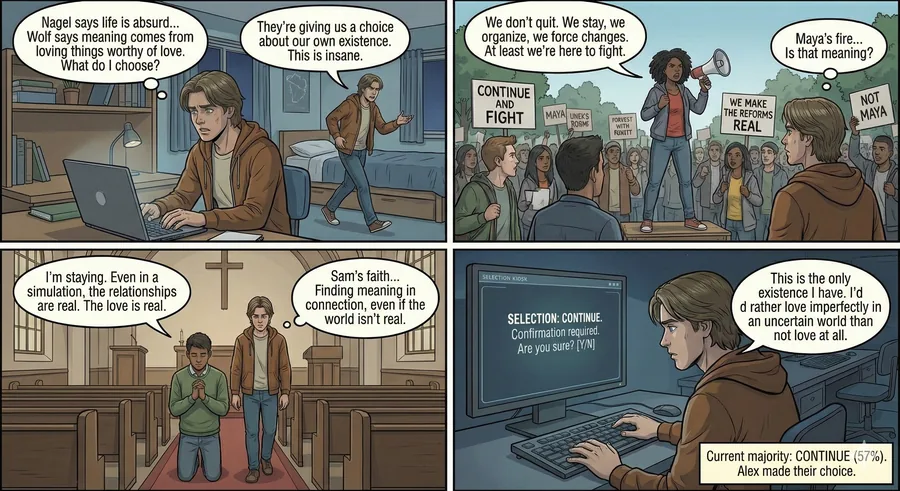 Nagel says life is absurd...
Wolf says meaning comes from
loving things worthy of love.
What do I choose?
They're giving us a choice
about our own existence.
This is insane.
We don't quit. We stay, we
organize, we force changes.
At least we're here to fight.
Maya's fire...
Is that meaning?
CONTINUE
AND
FIGHT
MAYA
WE MAKE
THE REFORMS
REAL
NOT
MAYA
I'm staying. Even in a
simulation, the relationships
are real. The love is real.
Sam's faith...
Finding meaning in
connection, even if the
world isn't real.
SELECTION KIOSK
SELECTION: CONTINUE.
Confirmation required.
Are you sure? [Y/N]
This is the only
existence I have. I'd
rather love imperfectly in
an uncertain world than
not love at all.
Current majority: CONTINUE (57%).
Alex made their choice.